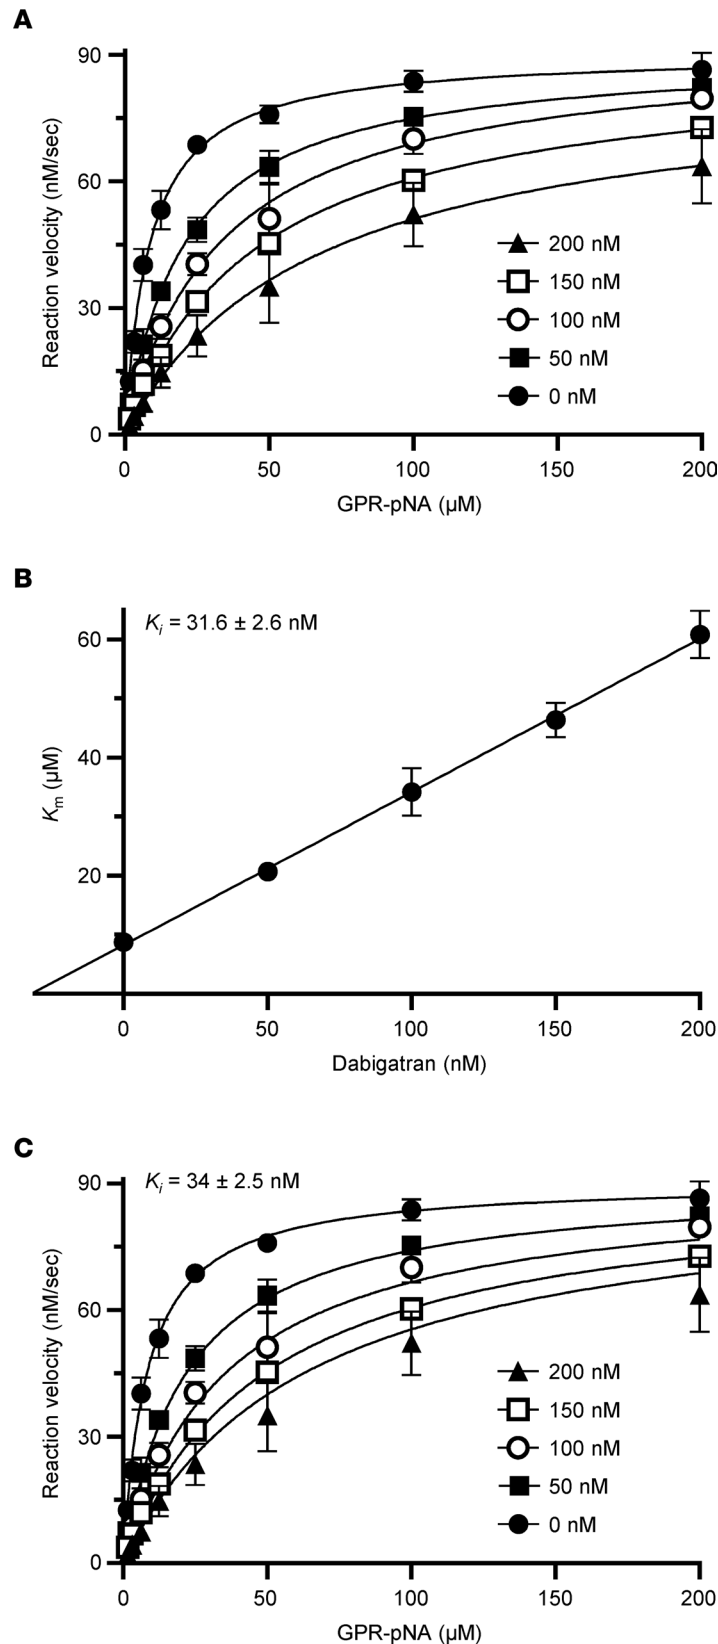 A
90
60
30
0
Reaction velocity (nM/sec)
200 nM
150 nM
100 nM
50 nM
0 nM
0 50 100 150 200
GPR-pNA (μM)
B
Ki = 31.6 ± 2.6 nM
60
40
20
Km (μM)
0 50 100 150 200
Dabigatran (nM)
C
Ki = 34 ± 2.5 nM
90
60
30
0
Reaction velocity (nM/sec)
200 nM
150 nM
100 nM
50 nM
0 nM
0 50 100 150 200
GPR-pNA (μM)